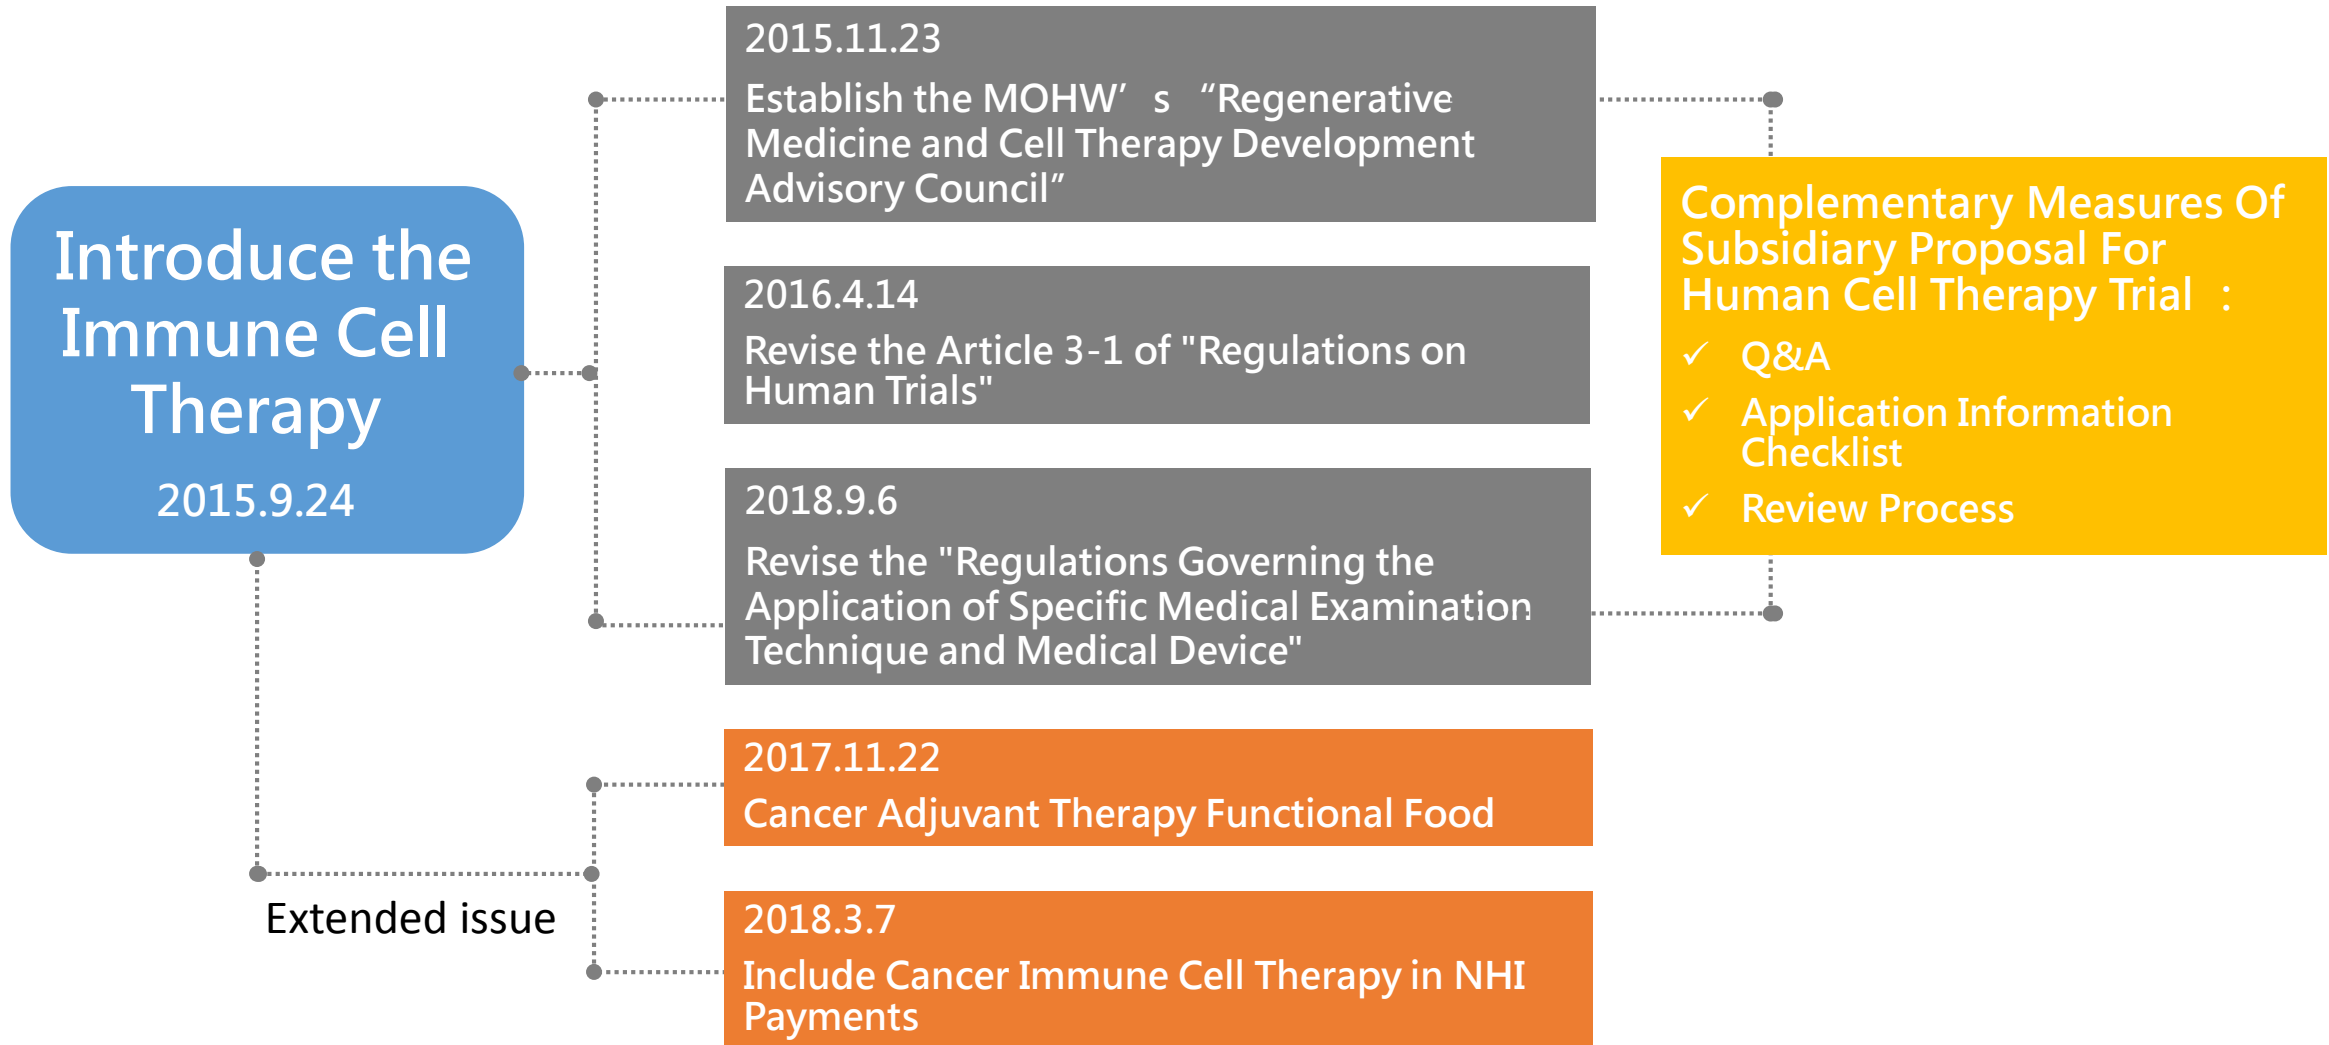 Introduce the
Immune Cell
Therapy
2015.9.24
2015.11.23
Establish the MOHW’ s “Regenerative
Medicine and Cell Therapy Development
Advisory Council”
2016.4.14
Revise the Article 3-1 of "Regulations on
Human Trials"
2018.9.6
Revise the "Regulations Governing the
Application of Specific Medical Examination
Technique and Medical Device"
Complementary Measures Of
Subsidiary Proposal For
Human Cell Therapy Trial ：
✓ Q&A
✓ Application Information
Checklist
✓ Review Process
Extended issue
2017.11.22
Cancer Adjuvant Therapy Functional Food
2018.3.7
Include Cancer Immune Cell Therapy in NHI
Payments